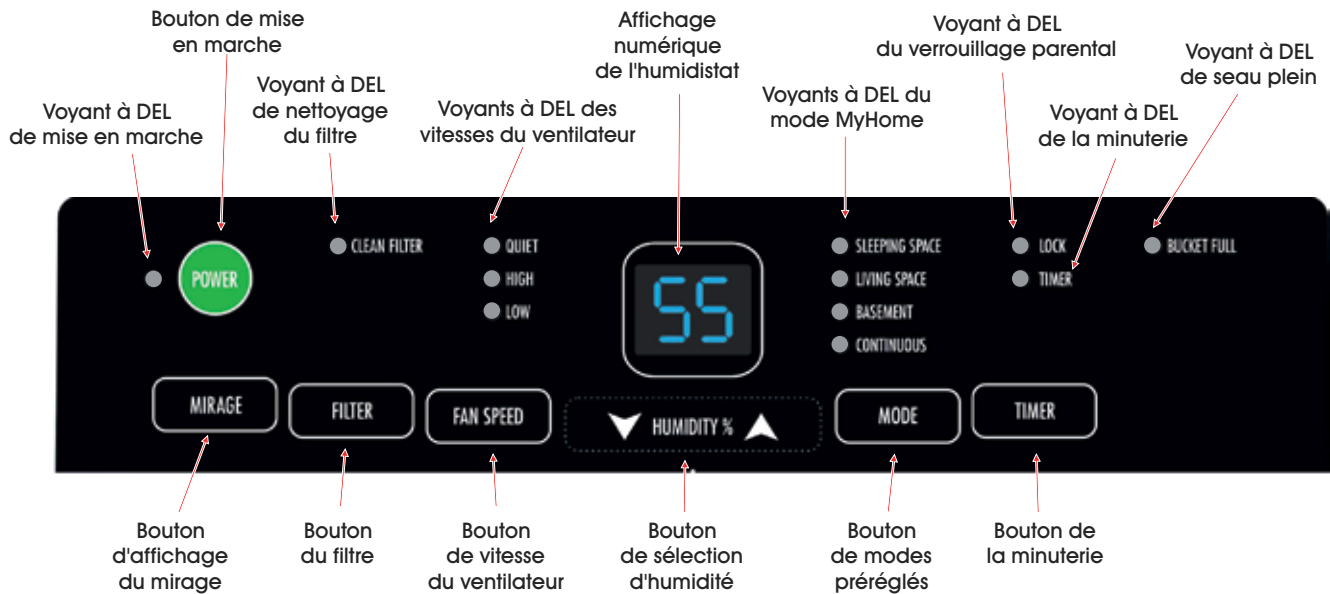 Bouton de mise
en marche
Affichage
numérique
de l'humidistat
Voyant à DEL
du verrouillage parental
Voyant à DEL
de seau plein
Voyant à DEL
de mise en marche
Voyant à DEL
de nettoyage
du filtre
Voyants à DEL des
vitesses du ventilateur
Voyants à DEL du
mode MyHome
Voyant à DEL
de la minuterie
POWER
CLEAN FILTER
QUIET
HIGH
LOW
55
SLEEPING SPACE
LIVING SPACE
BASEMENT
CONTINUOUS
LOCK
TIMER
BUCKET FULL
MIRAGE
FILTER
FAN SPEED
HUMIDITY %
MODE
TIMER
Bouton
d'affichage
du mirage
Bouton
du filtre
Bouton
de vitesse
du ventilateur
Bouton
de sélection
d'humidité
Bouton
de modes
préréglés
Bouton de
la minuterie